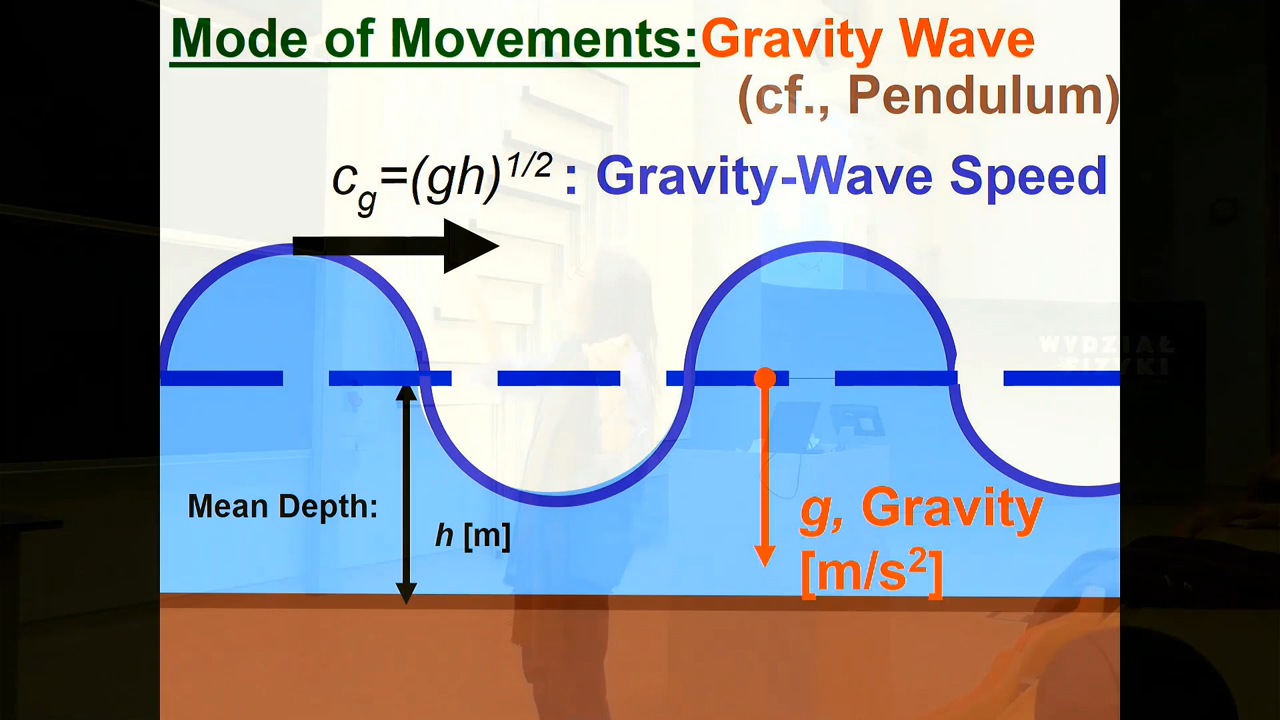 Mode of Movements:Gravity Wave
(cf., Pendulum)
c_g=(gh)^1/2 : Gravity-Wave Speed
WYDZIAŁ
FIZYKI
Mean Depth:
h [m]
g, Gravity
[m/s²]